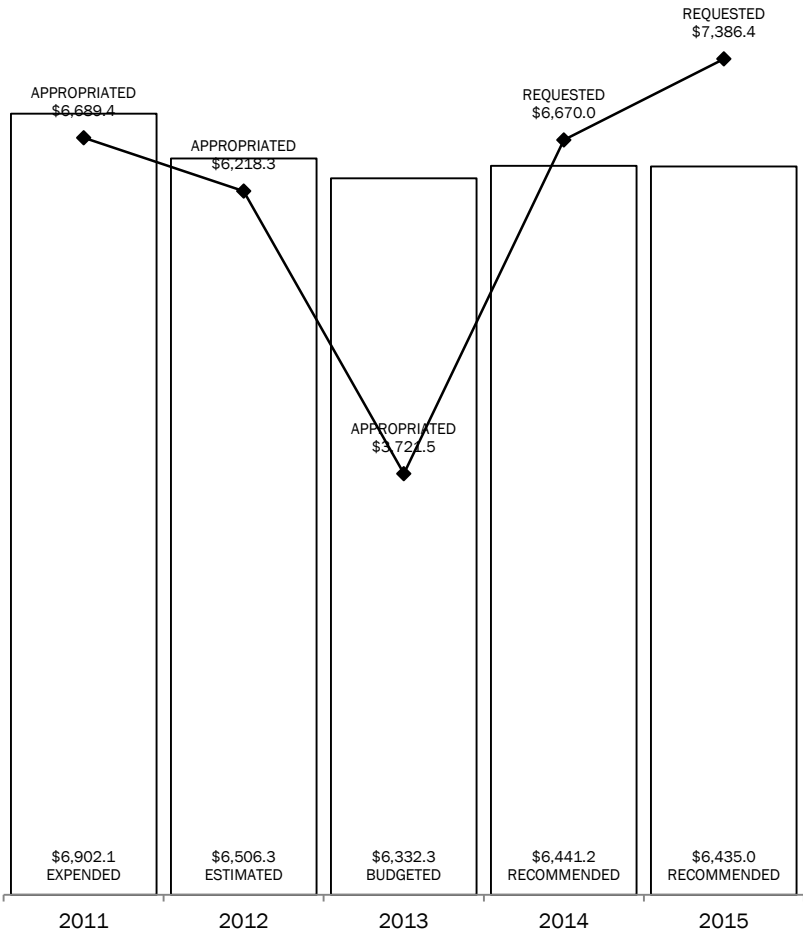 REQUESTED
$7,386.4
APPROPRIATED
$6,689.4
REQUESTED
$6,670.0
APPROPRIATED
$6,218.3
APPROPRIATED
$3,721.5
$6,902.1
EXPENDED
$6,506.3
ESTIMATED
$6,332.3
BUDGETED
$6,441.2
RECOMMENDED
$6,435.0
RECOMMENDED
2011
2012
2013
2014
2015